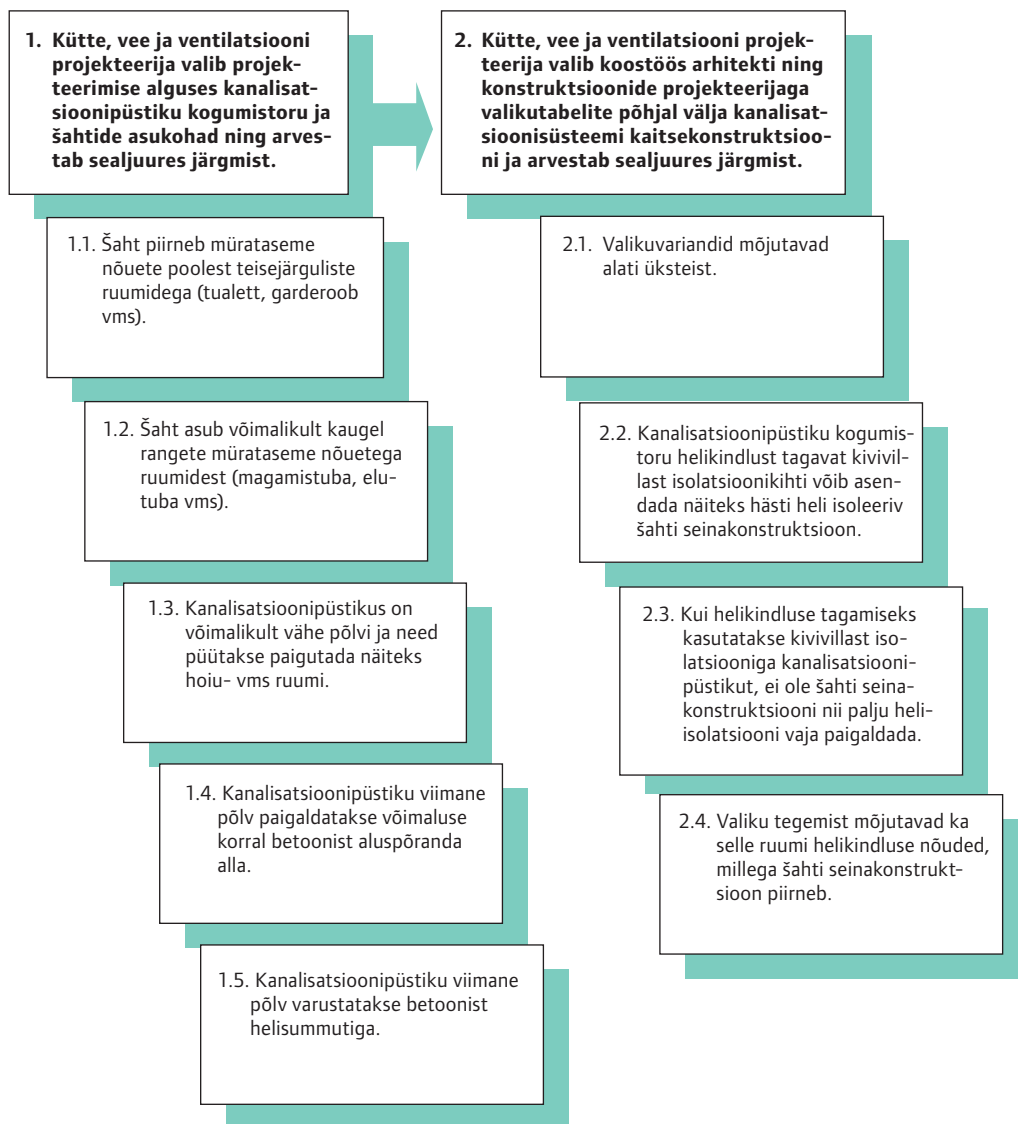 1. Kütte, vee ja ventilatsiooni
projekteerija valib projek-
teerimise alguses kanalisat-
sioonipüstiku kogumistoru ja
šahtide asukohad ning arves-
tab sealjuures järgmist.
1.1. Šaht piirneb mürataseme
nõuete poolest teisejärguliste
ruumidega (tualett, garderoob
vms).
1.2. Šaht asub võimalikult kaugel
rangete mürataseme nõuetega
ruumidest (magamistuba, elu-
tuba vms).
1.3. Kanalisatsioonipüstikus on
võimalikult vähe põlvi ja need
püütakse paigutada näiteks
hoiu- vms ruumi.
1.4. Kanalisatsioonipüstiku viimane
põlv paigaldatakse võimaluse
korral betoonist aluspõranda
alla.
1.5. Kanalisatsioonipüstiku viimane
põlv varustatakse betoonist
helisummutiga.
2. Kütte, vee ja ventilatsiooni projek-
teerija valib koostöös arhitekti ning
konstruktsioonide projekteerijaga
valikutabelite põhjal välja kanalisat-
sioonisüsteemi kaitsekonstruktsioo-
ni ja arvestab sealjuures järgmist.
2.1. Valikuvariandid mõjutavad
alati üksteist.
2.2. Kanalisatsioonipüstiku kogumis-
toru helikindlust tagavat kivivil-
last isolatsioonikihti võib asen-
dada näiteks hästi heli isoleeriv
šahti seinakonstruktsioon.
2.3. Kui helikindluse tagamiseks
kasutatakse kivivillast iso-
latsiooniga kanalisatsiooni-
püstikut, ei ole šahti seina-
konstruktsiooni nii palju heli-
isolatsiooni vaja paigaldada.
2.4. Valiku tegemist mõjutavad ka
selle ruumi helikindluse nõuded,
millega šahti seinakonstrukt-
sioon piirneb.